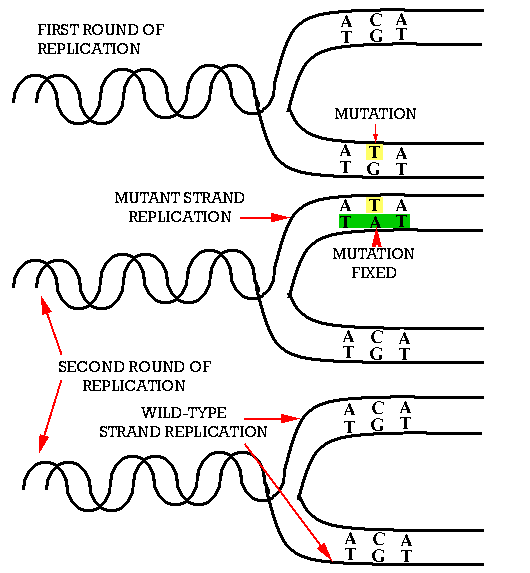 FIRST ROUND OF
REPLICATION
A C A
T G T
MUTATION
A T A
T G T
MUTANT STRAND
REPLICATION
A T A
T A T
MUTATION
FIXED
A C A
T G T
SECOND ROUND OF
REPLICATION
WILD-TYPE
STRAND REPLICATION
A C A
T G T
A C A
T G T